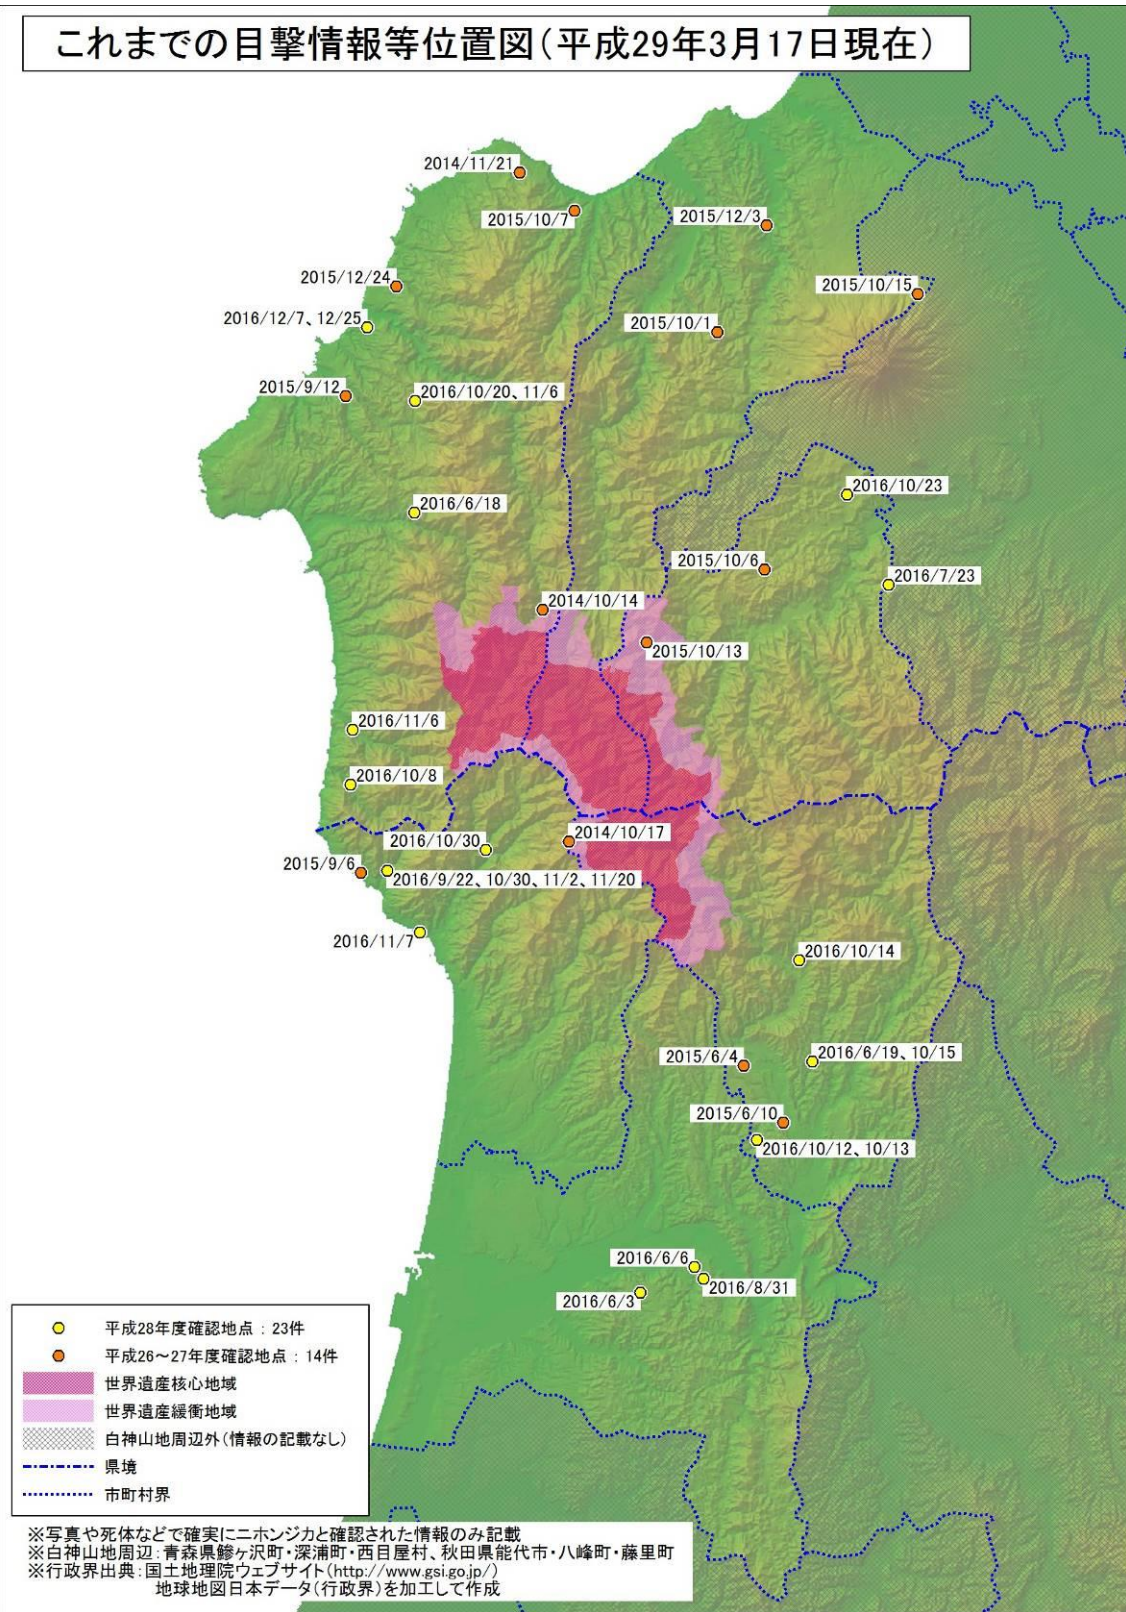 これまでの目撃情報等位置図(平成29年3月17日現在)
2014/11/21
2015/10/7
2015/12/3
2015/12/24
2015/10/15
2016/12/7、12/25
2015/10/1
2015/9/12
2016/10/20、11/6
2016/10/23
2016/6/18
2015/10/6
2016/7/23
2014/10/14
2015/10/13
2016/11/6
2016/10/8
2016/10/30
2014/10/17
2015/9/6
2016/9/22、10/30、11/2、11/20
2016/11/7
2016/10/14
2015/6/4
2016/6/19、10/15
2015/6/10
2016/10/12、10/13
2016/6/6
2016/8/31
2016/6/3
平成28年度確認地点：23件
平成26～27年度確認地点：14件
世界遺産核心地域
世界遺産緩衝地域
白神山地周辺外(情報の記載なし)
県境
市町村界
※写真や死体などで確実にニホンジカと確認された情報のみ記載
※白神山地周辺:青森県鰺ヶ沢町・深浦町・西目屋村、秋田県能代市・八峰町・藤里町
※行政界出典:国土地理院ウェブサイト(http://www.gsi.go.jp/)
地球地図日本データ(行政界)を加工して作成